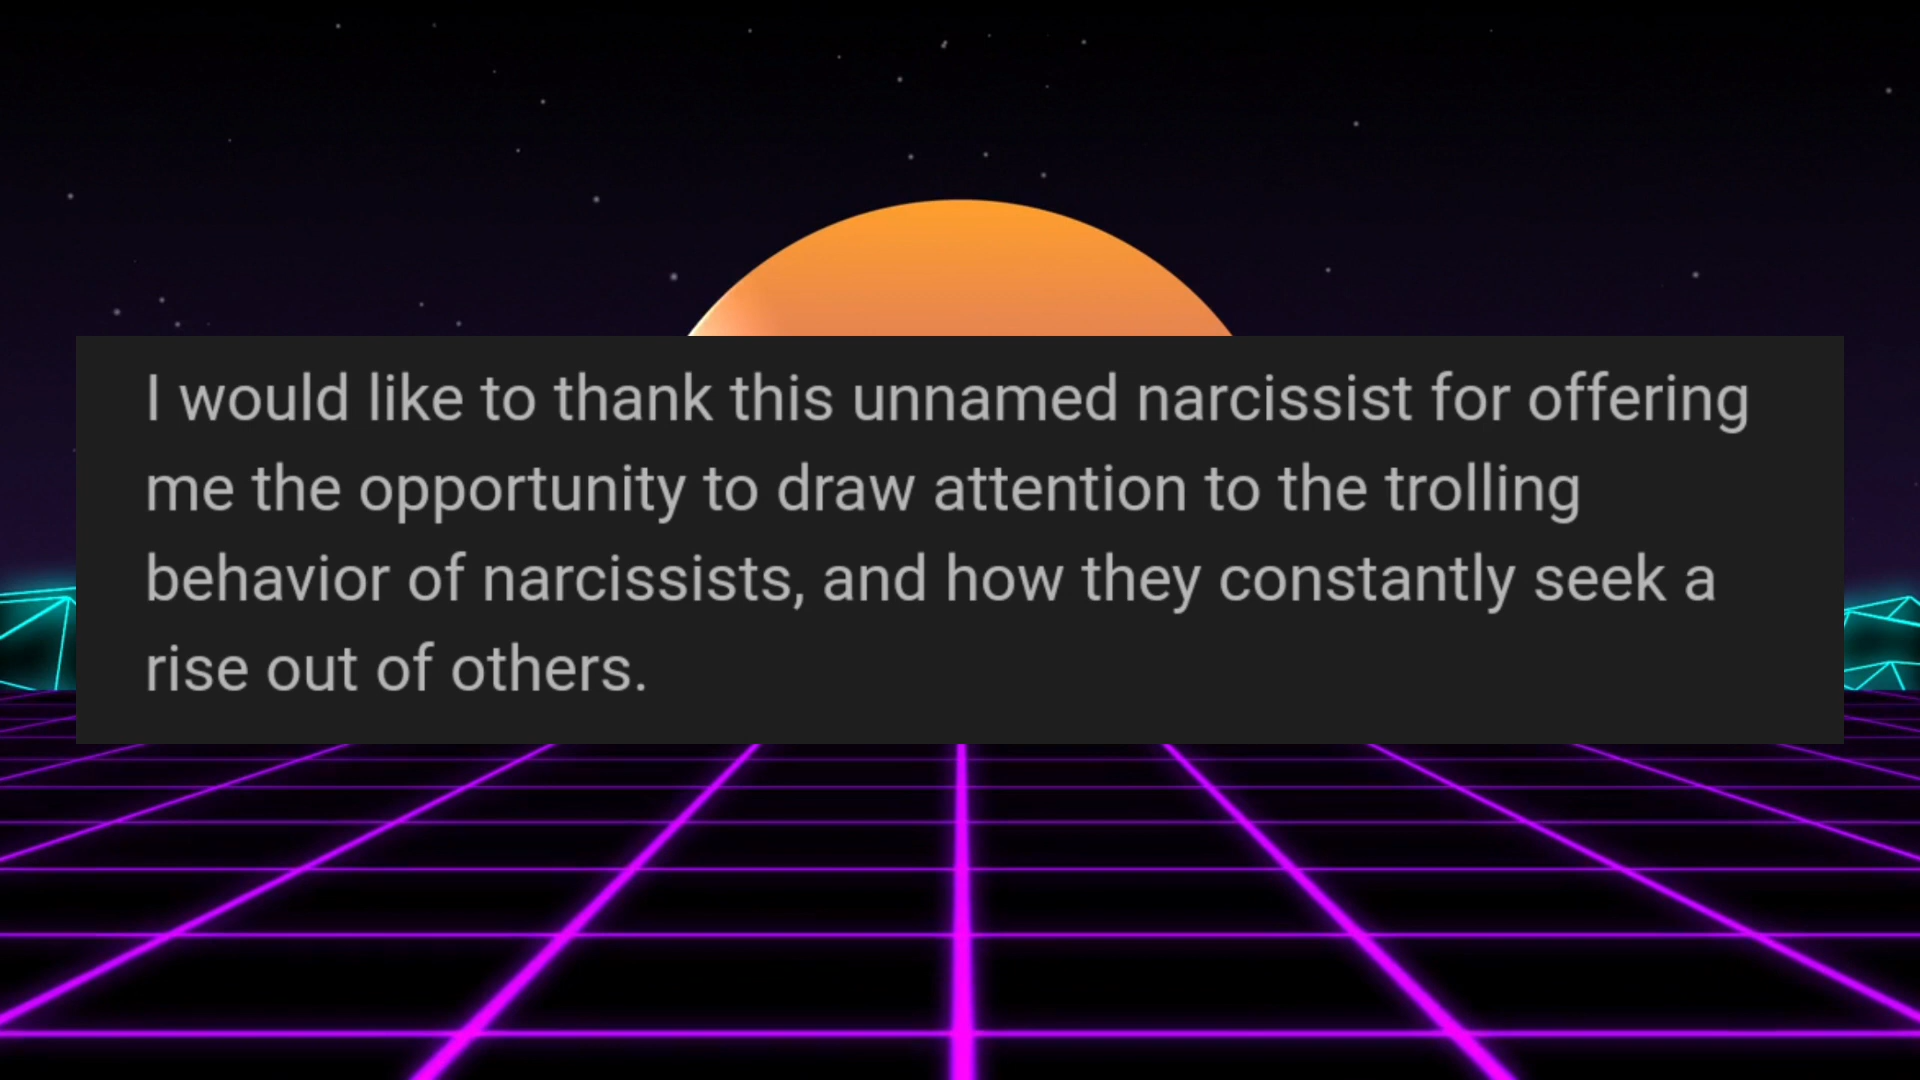 I would like to thank this unnamed narcissist for offering
me the opportunity to draw attention to the trolling
behavior of narcissists, and how they constantly seek a
rise out of others.